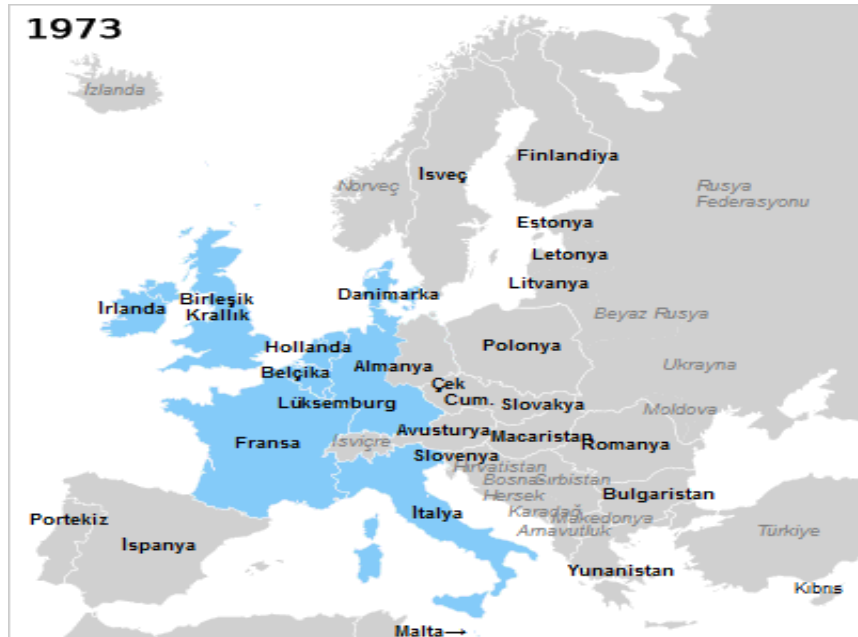 1973
İzlanda
Finlandiya
İsveç
Norveç
Rusya
Federasyonu
Estonya
Letonya
Litvanya
Danimarka
Birleşik
Krallık
İrlanda
Beyaz Rusya
Hollanda
Polonya
Almanya
Belçika
Ukrayna
Çek
Cum.
Lüksemburg
Slovakya
Moldova
Avusturya
Macaristan
Fransa
İsviçre
Romanya
Slovenya
Hırvatistan
Bosna
Hersek
Sırbistan
Bulgaristan
Karadağ
Makedonya
İtalya
Portekiz
Arnavutluk
Türkiye
İspanya
Yunanistan
Kıbrıs
Malta→